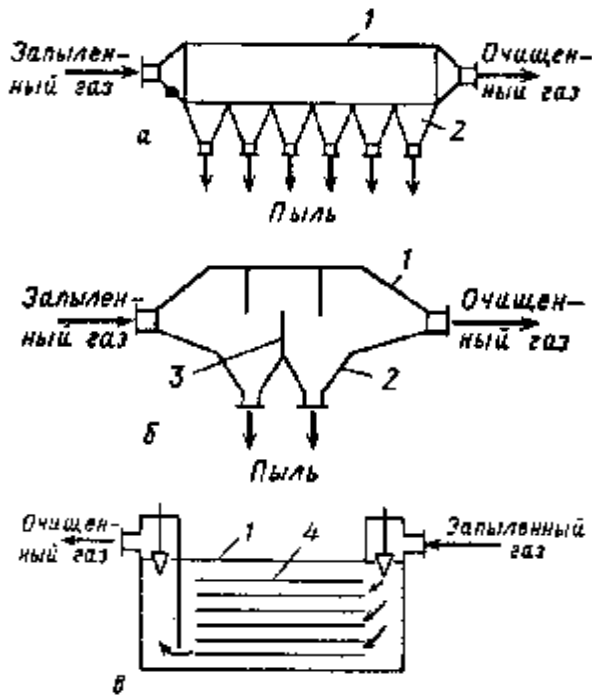 1
Запылен-
ный газ
Очищен-
ный газ
а
2
Пыль
1
Запылен-
ный газ
Очищен-
ный газ
3
2
б
Пыль
Очищен-
ный газ
1
4
Запыленный
газ
в